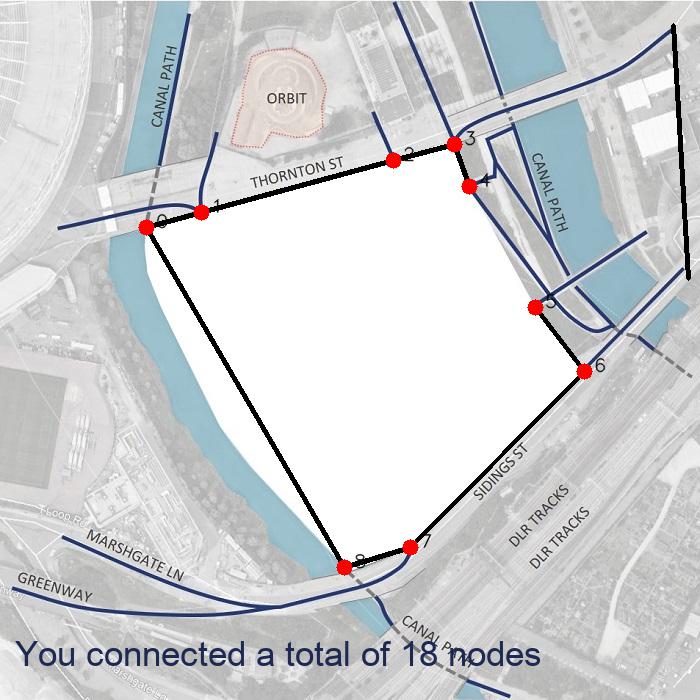 CANAL PATH
ORBIT
THORNTON ST
0
1
2
3
4
CANAL PATH
5
6
SIDINGS ST
DLR TRACKS
DLR TRACKS
7
8
MARSHGATE LN
GREENWAY
CANAL PATH
You connected a total of 18 nodes